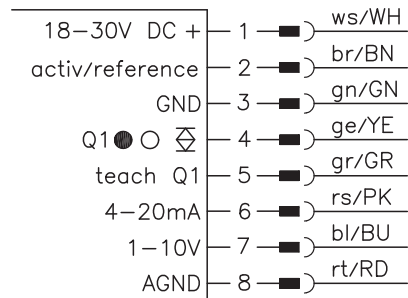 18-30V DC + 1 ws/WH
activ/reference 2 br/BN
GND 3 gn/GN
Q1 4 ge/YE
teach Q1 5 gr/GR
4-20mA 6 rs/PK
1-10V 7 bl/BU
AGND 8 rt/RD